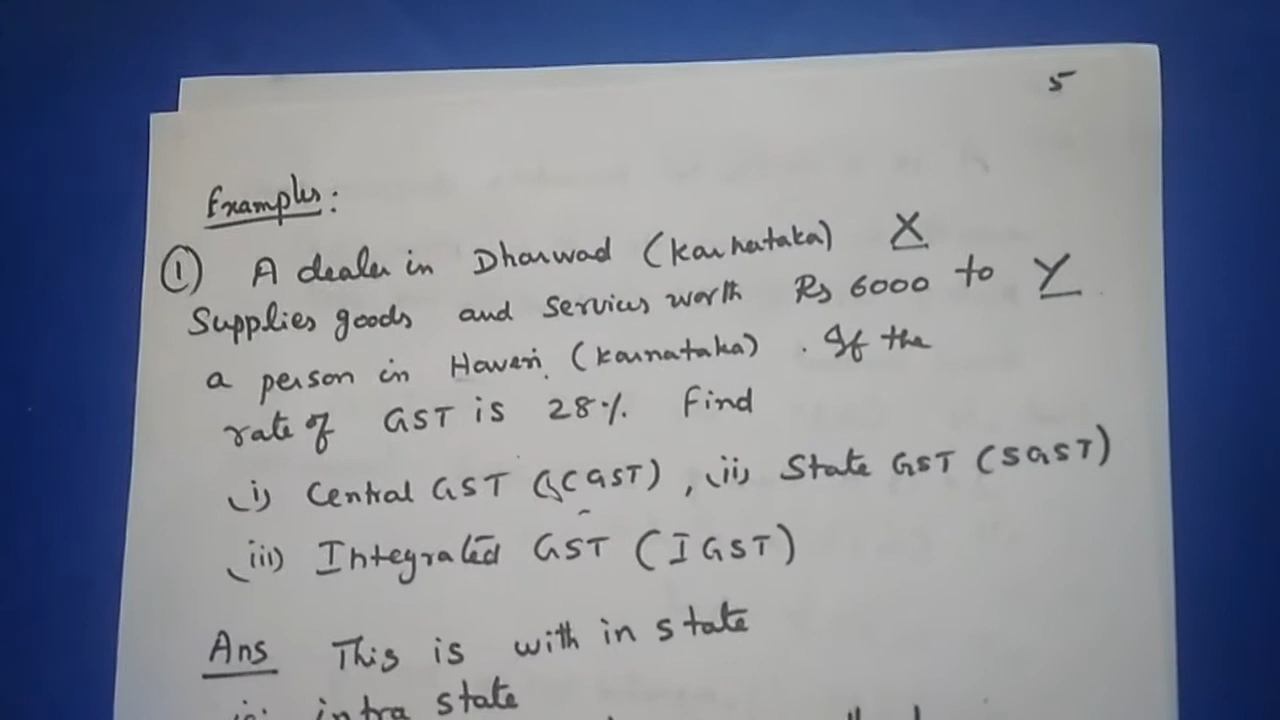 5
Examples:
① A dealer in Dharwad (Karnataka) X
Supplies goods and Services worth Rs 6000 to Y
a person in Haveri (Karnataka). If the
rate of GST is 28% Find
(i) Central GST (CGST), (ii) State GST (SGST)
(iii) Integrated GST (IGST)
Ans This is with in state
intra state